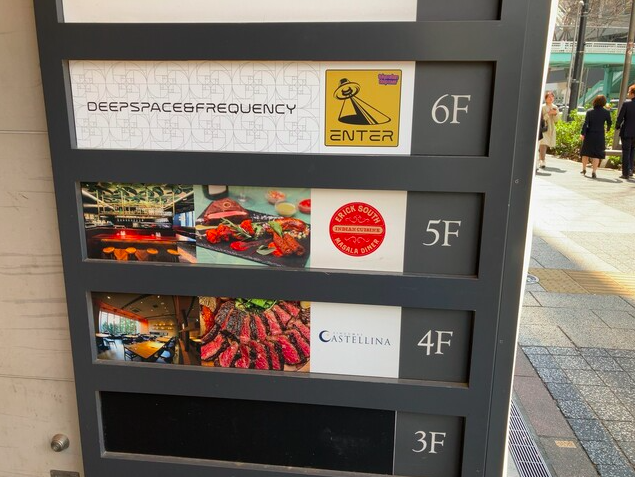 DEEPSPACE&FREQUENCY
ENTER
6F
ERICK SOUTH
INDIAN CUISINE
MASALA DINER
5F
CASTELLINA
4F
3F